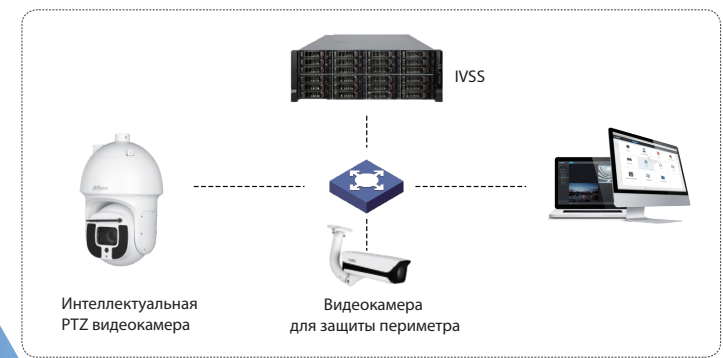 IVSS
Интеллектуальная
PTZ видеокамера
Видеокамера
для защиты периметра